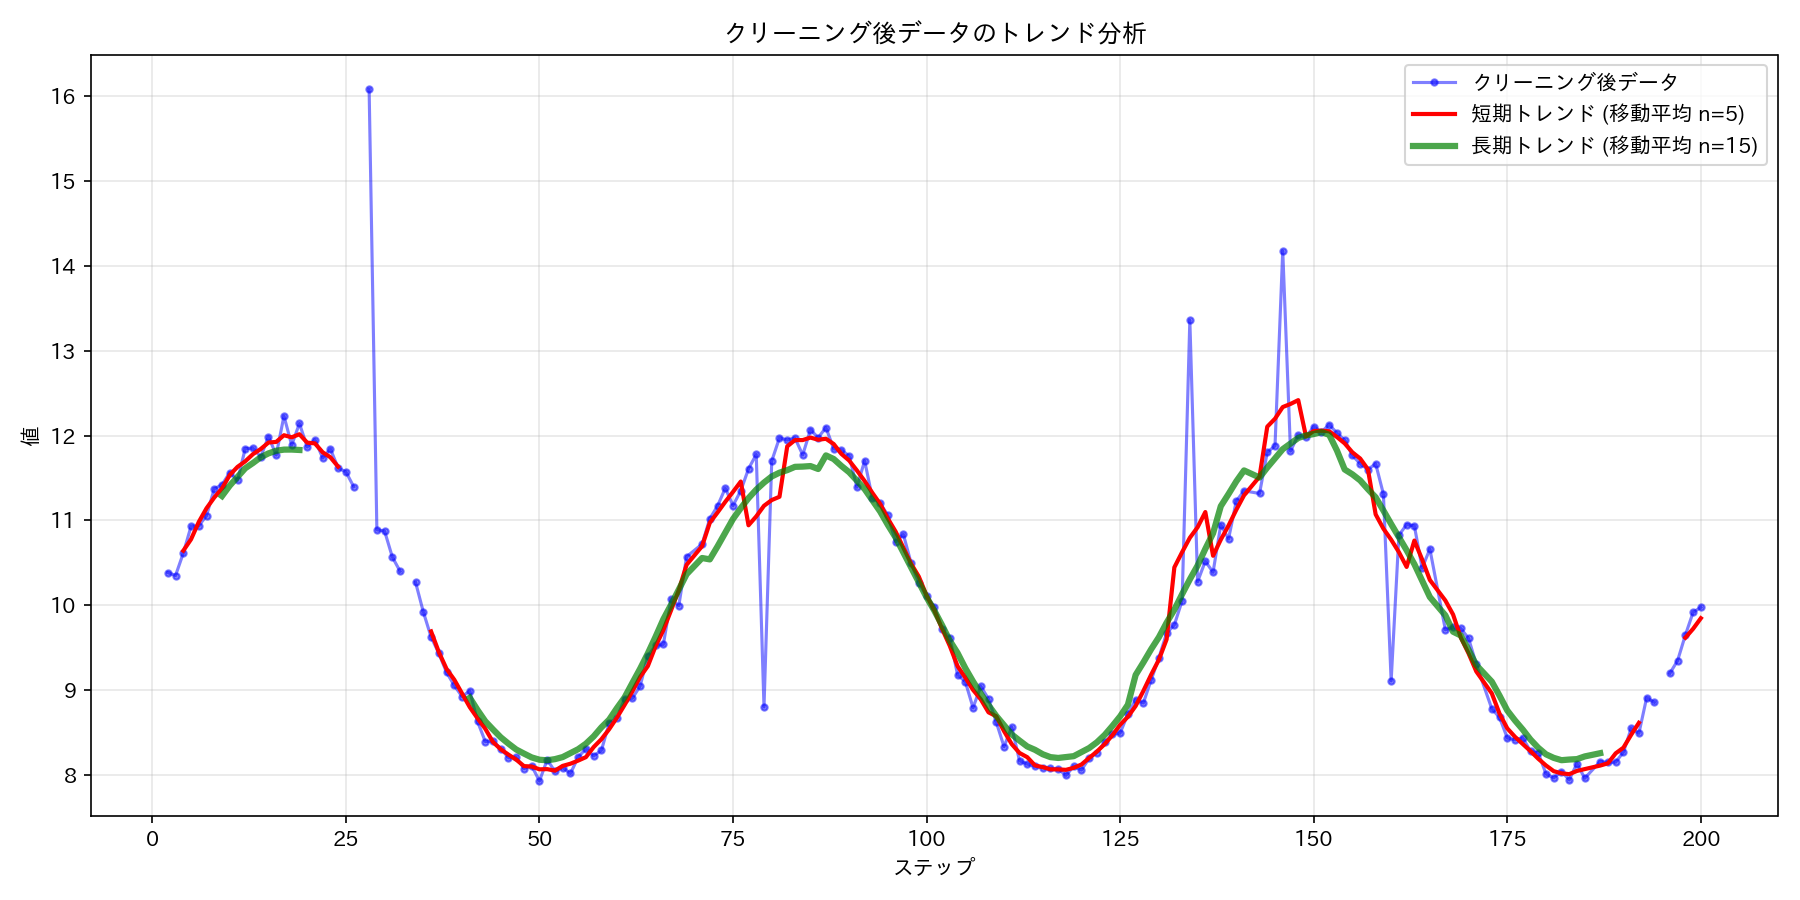 クリーニング後データのトレンド分析
クリーニング後データ
短期トレンド (移動平均 n=5)
長期トレンド (移動平均 n=15)
値
16
15
14
13
12
11
10
9
8
0 25 50 75 100 125 150 175 200
ステップ